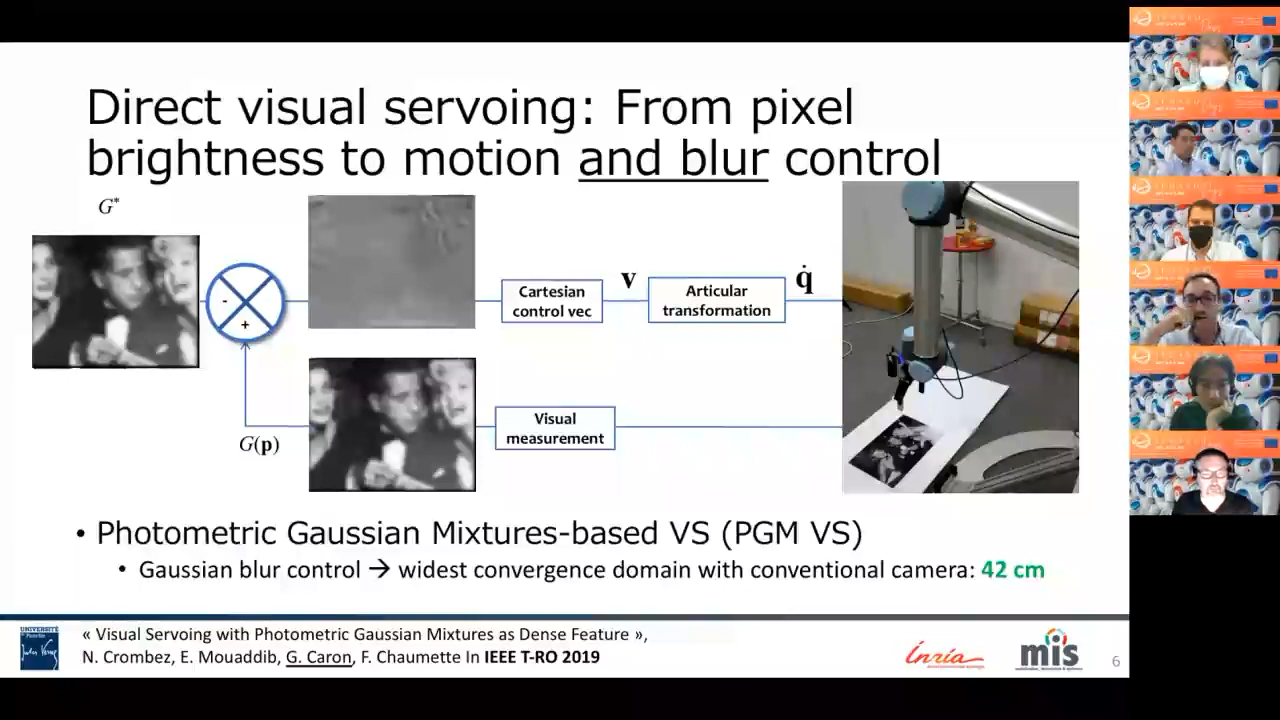 Direct visual servoing: From pixel
brightness to motion and blur control
G*
-
+
Cartesian
control vec
v
Articular
transformation
q̇
G(p)
Visual
measurement
• Photometric Gaussian Mixtures-based VS (PGM VS)
• Gaussian blur control → widest convergence domain with conventional camera: 42 cm
UNIVERSITÉ
de Picardie
Jules Verne
« Visual Servoing with Photometric Gaussian Mixtures as Dense Feature »,
N. Crombez, E. Mouaddib, G. Caron, F. Chaumette In IEEE T-RO 2019
Inria
mis
6